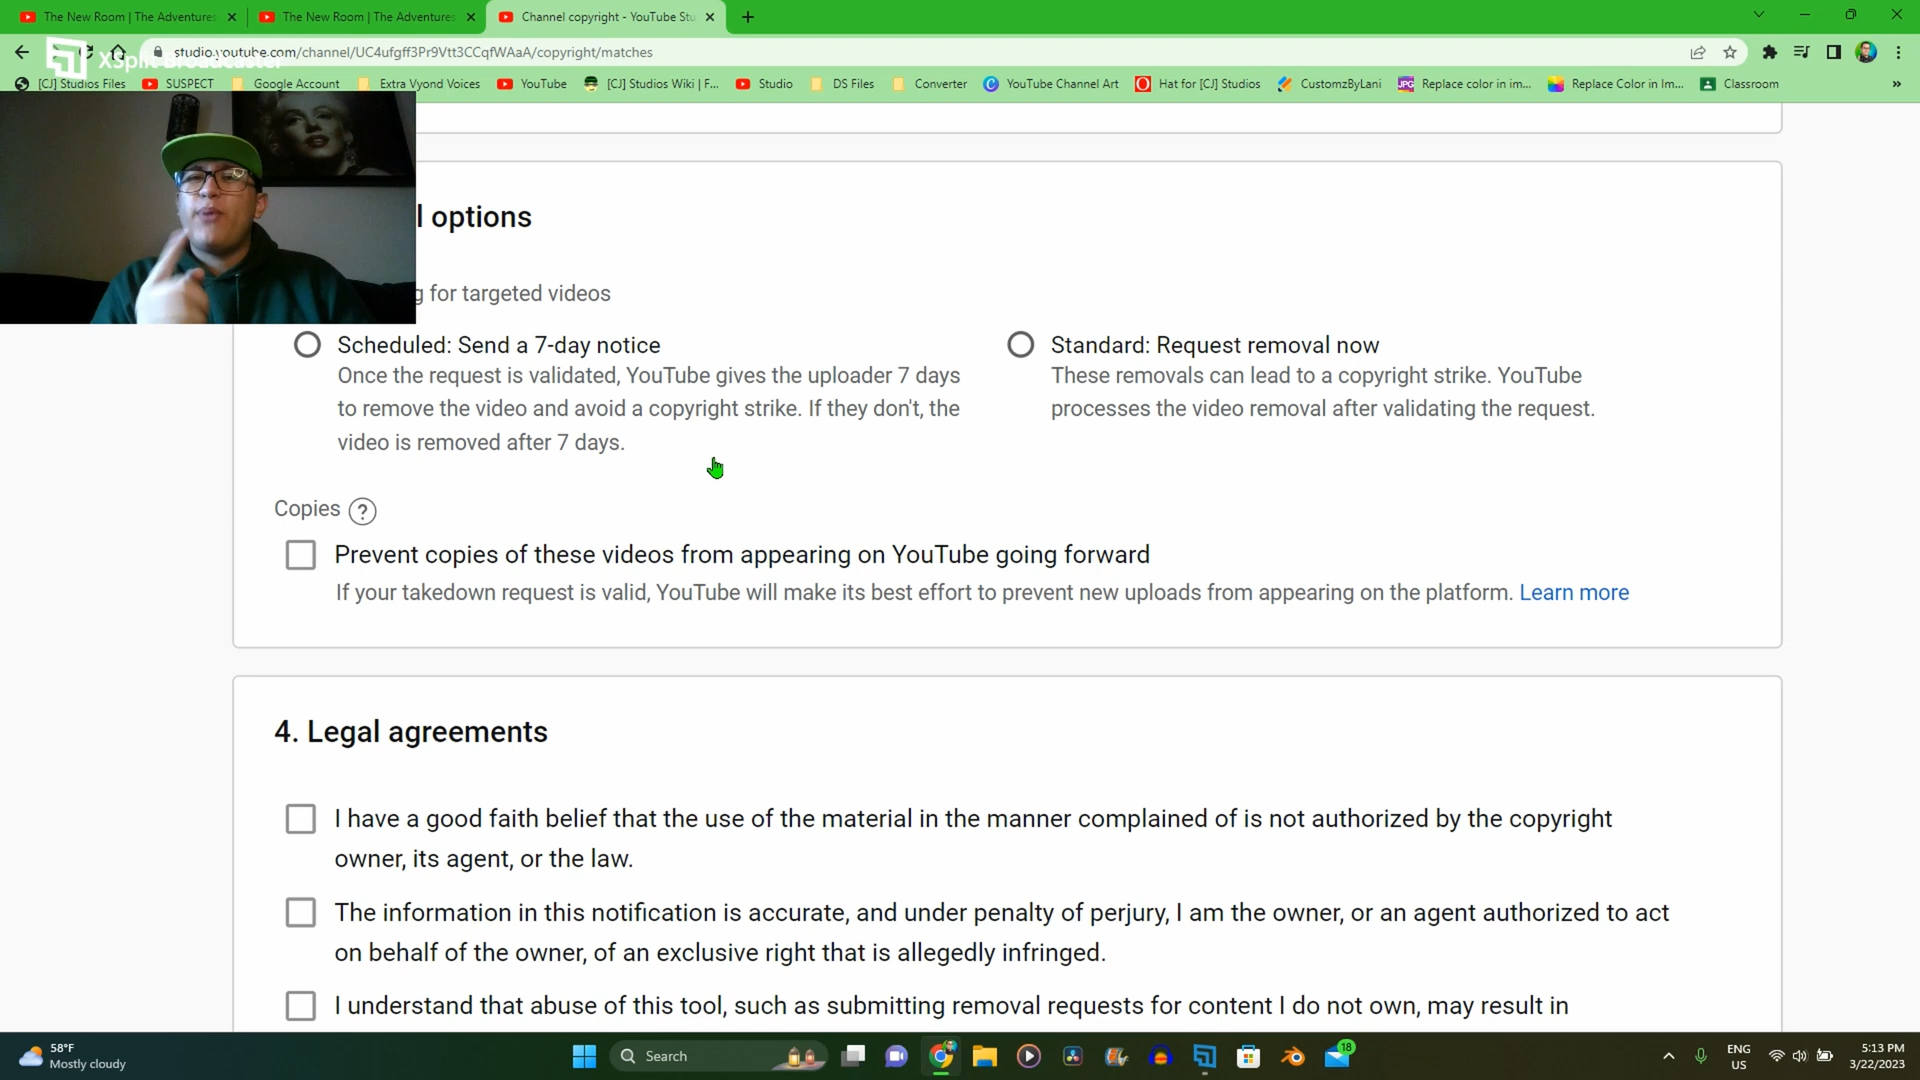 The New Room | The Adventures
The New Room | The Adventures
Channel copyright - YouTube Stu
studio.youtube.com/channel/UC4ufgff3Pr9Vtt3CCqfWAaA/copyright/matches
XSplit Broadcaster
[CJ] Studios Files
SUSPECT
Google Account
Extra Vyond Voices
YouTube
[CJ] Studios Wiki | F...
Studio
DS Files
Converter
YouTube Channel Art
Hat for [CJ] Studios
CustomzByLani
Replace color in im...
Replace Color in Im...
Classroom
l options
g for targeted videos
Scheduled: Send a 7-day notice
Once the request is validated, YouTube gives the uploader 7 days
to remove the video and avoid a copyright strike. If they don't, the
video is removed after 7 days.
Standard: Request removal now
These removals can lead to a copyright strike. YouTube
processes the video removal after validating the request.
Copies
Prevent copies of these videos from appearing on YouTube going forward
If your takedown request is valid, YouTube will make its best effort to prevent new uploads from appearing on the platform. Learn more
4. Legal agreements
I have a good faith belief that the use of the material in the manner complained of is not authorized by the copyright
owner, its agent, or the law.
The information in this notification is accurate, and under penalty of perjury, I am the owner, or an agent authorized to act
on behalf of the owner, of an exclusive right that is allegedly infringed.
I understand that abuse of this tool, such as submitting removal requests for content I do not own, may result in
58°F
Mostly cloudy
Search
18
ENG
US
5:13 PM
3/22/2023